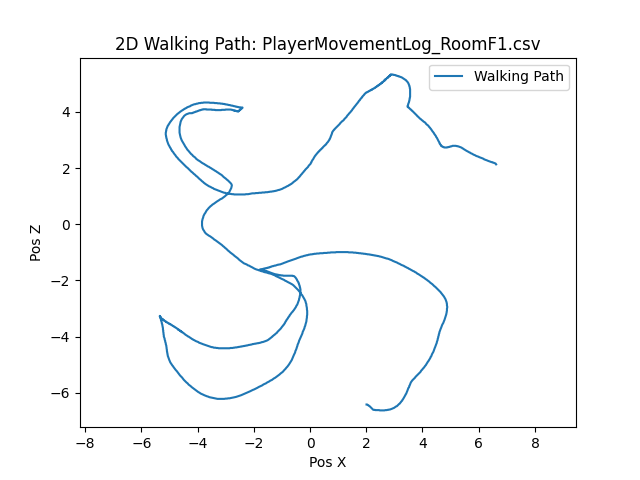 2D Walking Path: PlayerMovementLog_RoomF1.csv
Walking Path
Pos Z
4
2
0
−2
−4
−6
−8 −6 −4 −2 0 2 4 6 8
Pos X